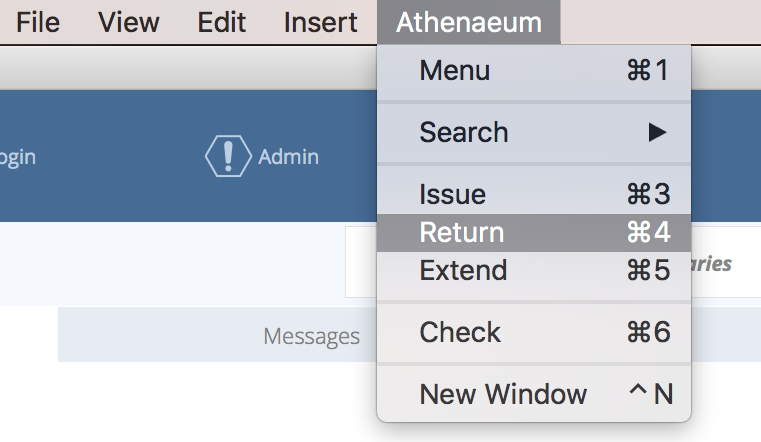 File View Edit Insert Athenaeum
Menu ⌘1
Search ▶
ogin Admin
Issue ⌘3
Return ⌘4
Extend ⌘5
aries
Messages
Check ⌘6
New Window ^N